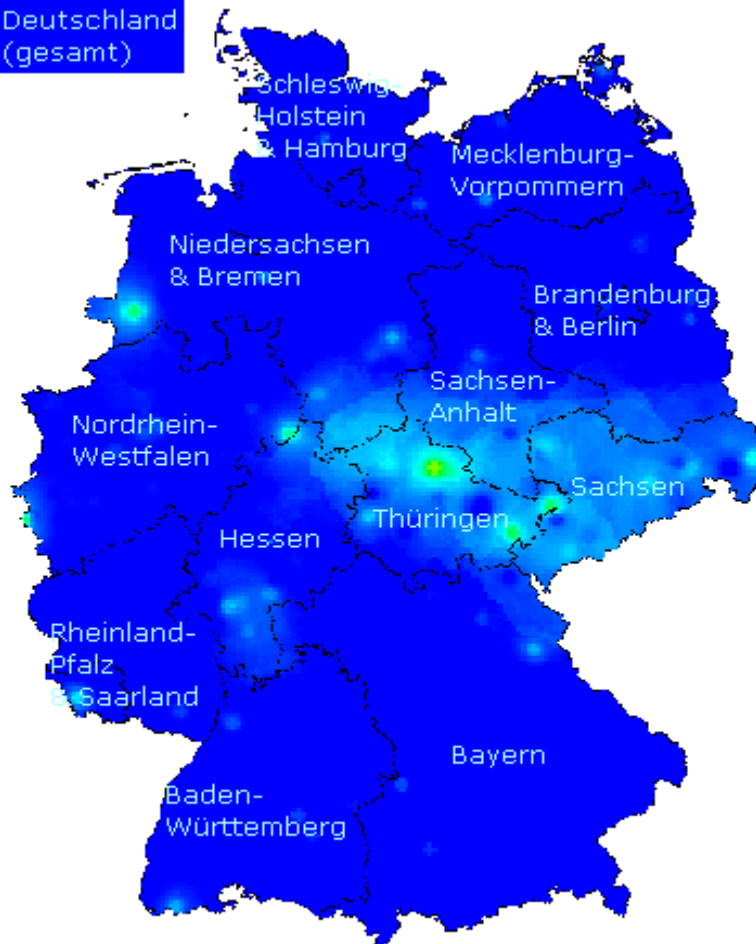 Deutschland
(gesamt)
Schleswig-
Holstein
& Hamburg
Mecklenburg-
Vorpommern
Niedersachsen
& Bremen
Brandenburg
& Berlin
Sachsen-
Anhalt
Nordrhein-
Westfalen
Sachsen
Thüringen
Hessen
Rheinland-
Pfalz
& Saarland
Bayern
Baden-
Württemberg